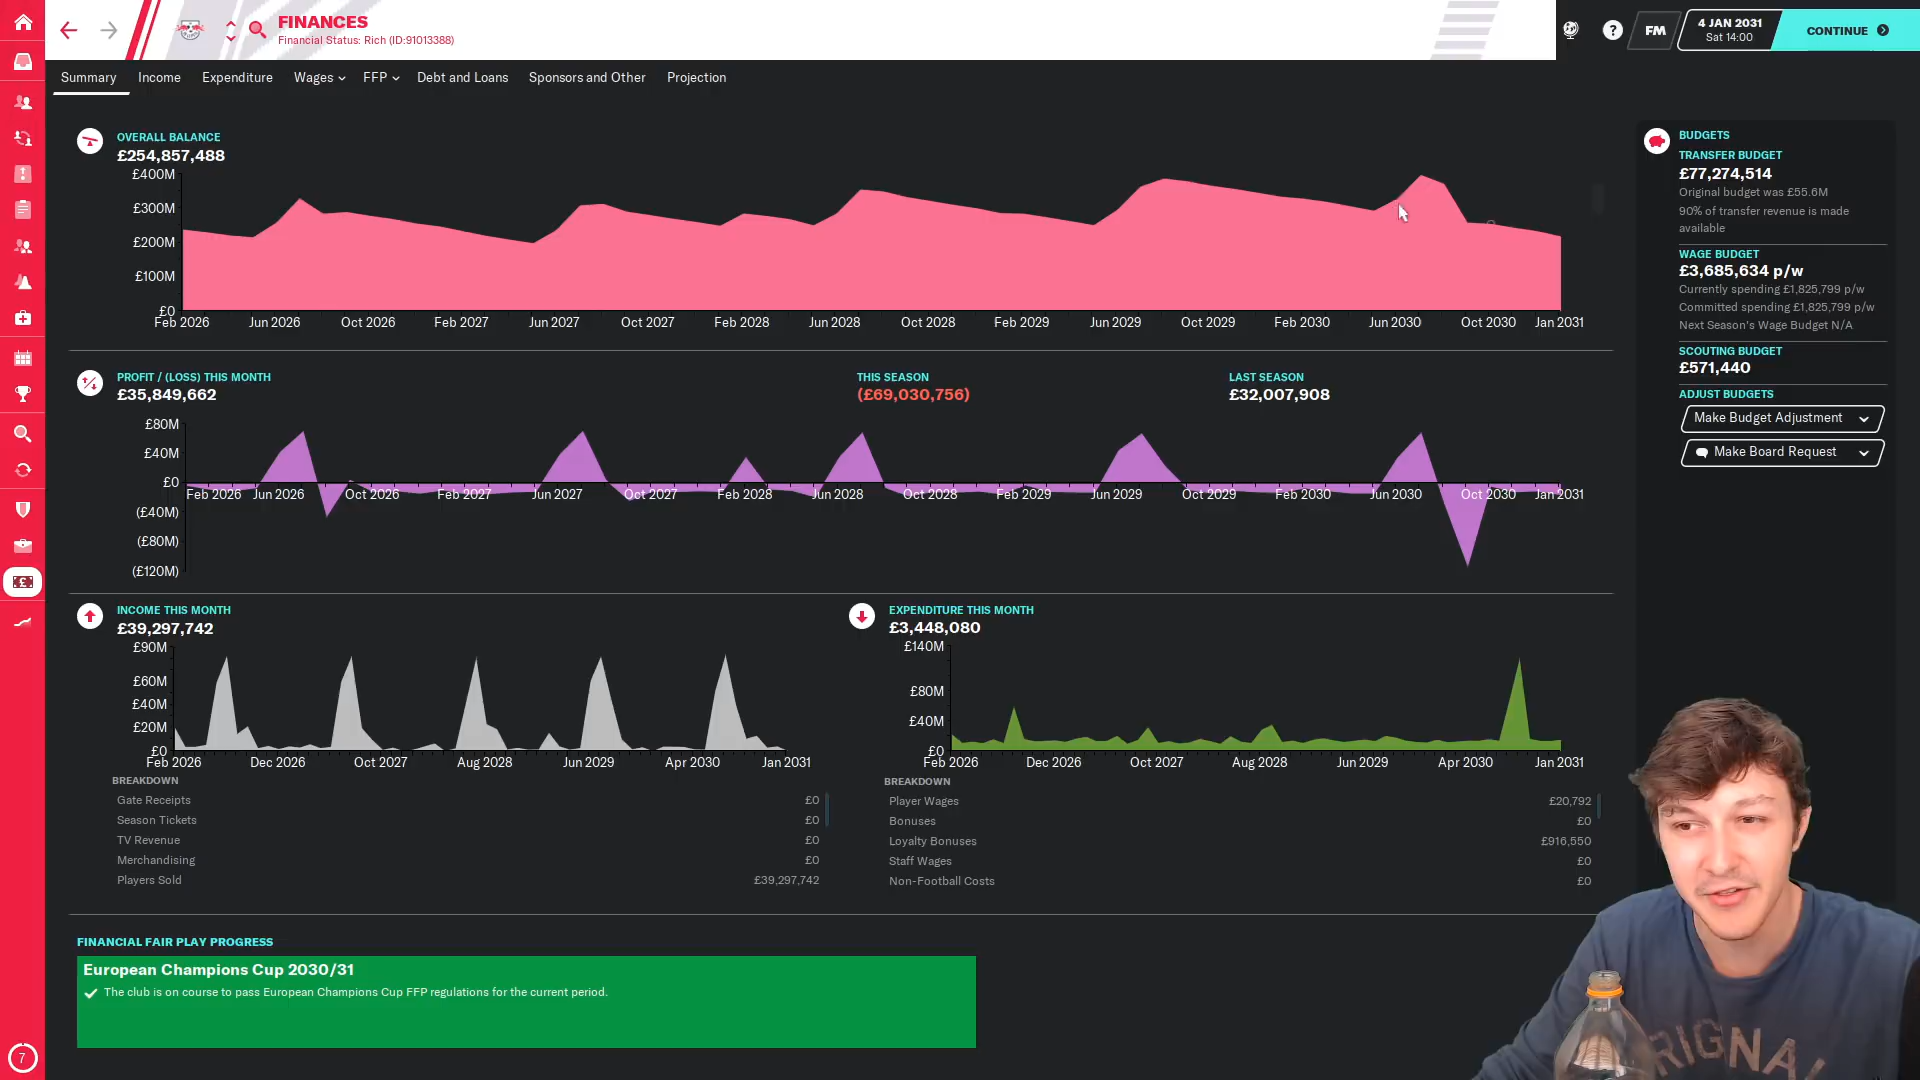 FINANCES
Financial Status: Rich (ID:91013388)
FM
4 JAN 2031
Sat 14:00
CONTINUE
Summary
Income
Expenditure
Wages
FFP
Debt and Loans
Sponsors and Other
Projection
OVERALL BALANCE
£254,857,488
£400M
£300M
£200M
£100M
£0
Feb 2026 Jun 2026 Oct 2026 Feb 2027 Jun 2027 Oct 2027 Feb 2028 Jun 2028 Oct 2028 Feb 2029 Jun 2029 Oct 2029 Feb 2030 Jun 2030 Oct 2030 Jan 2031
PROFIT / (LOSS) THIS MONTH
£35,849,662
THIS SEASON
(£69,030,756)
LAST SEASON
£32,007,908
£80M
£40M
£0
Feb 2026 Jun 2026 Oct 2026 Feb 2027 Jun 2027 Oct 2027 Feb 2028 Jun 2028 Oct 2028 Feb 2029 Jun 2029 Oct 2029 Feb 2030 Jun 2030 Oct 2030 Jan 2031
(£40M)
(£80M)
(£120M)
INCOME THIS MONTH
£39,297,742
£90M
£60M
£40M
£20M
£0
Feb 2026 Dec 2026 Oct 2027 Aug 2028 Jun 2029 Apr 2030 Jan 2031
BREAKDOWN
Gate Receipts £0
Season Tickets £0
TV Revenue £0
Merchandising £0
Players Sold £39,297,742
EXPENDITURE THIS MONTH
£3,448,080
£140M
£80M
£40M
£0
Feb 2026 Dec 2026 Oct 2027 Aug 2028 Jun 2029 Apr 2030 Jan 2031
BREAKDOWN
Player Wages £20,792
Bonuses £0
Loyalty Bonuses £916,550
Staff Wages £0
Non-Football Costs £0
FINANCIAL FAIR PLAY PROGRESS
European Champions Cup 2030/31
The club is on course to pass European Champions Cup FFP regulations for the current period.
BUDGETS
TRANSFER BUDGET
£77,274,514
Original budget was £55.6M
90% of transfer revenue is made
available
WAGE BUDGET
£3,685,634 p/w
Currently spending £1,825,799 p/w
Committed spending £1,825,799 p/w
Next Season's Wage Budget N/A
SCOUTING BUDGET
£571,440
ADJUST BUDGETS
Make Budget Adjustment
Make Board Request
7